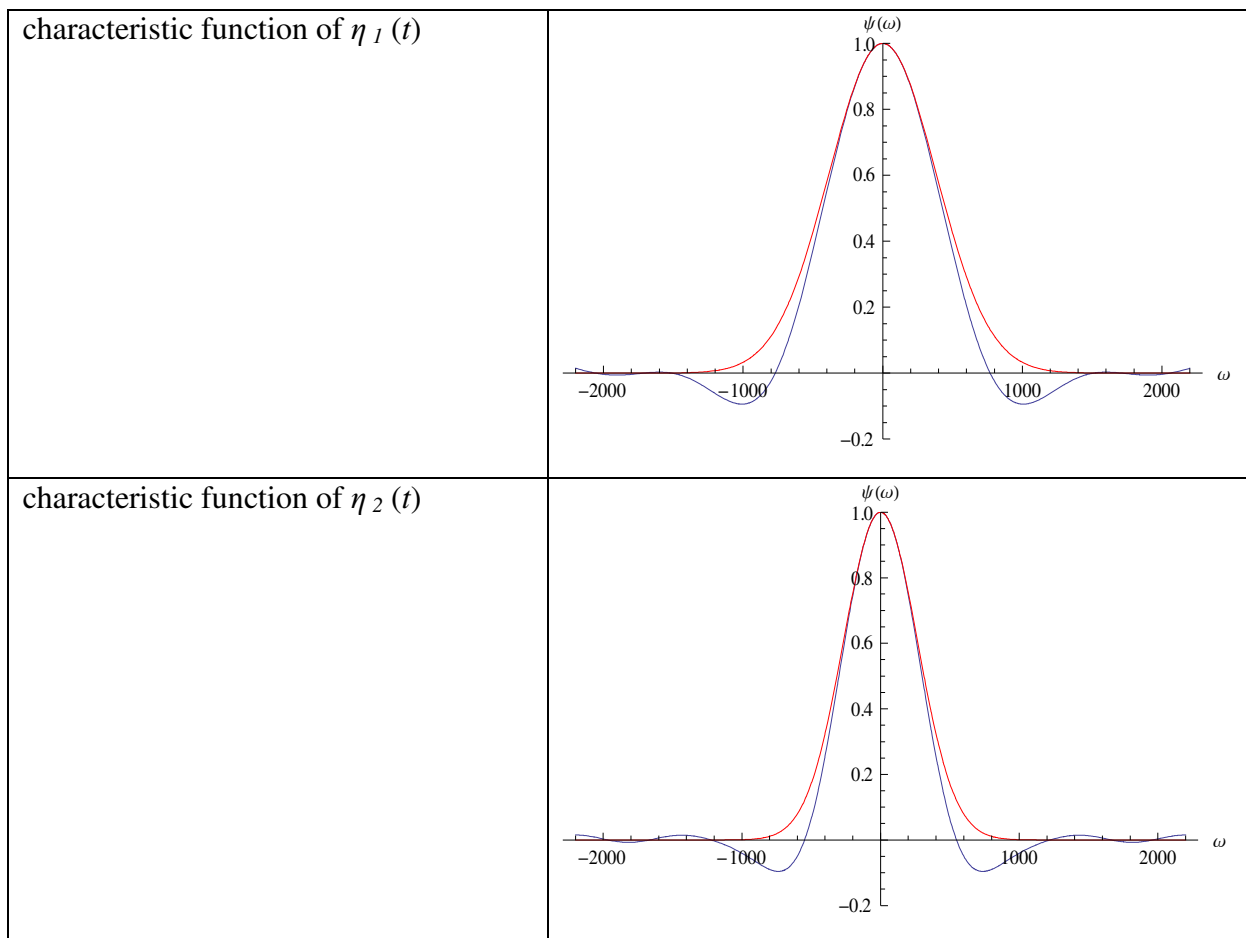 characteristic function of η 1 (t)
ψ(ω)
1.0
0.8
0.6
0.4
0.2
−2000 −1000 1000 2000 ω
−0.2
characteristic function of η 2 (t)
ψ(ω)
1.0
0.8
0.6
0.4
0.2
−2000 −1000 1000 2000 ω
−0.2